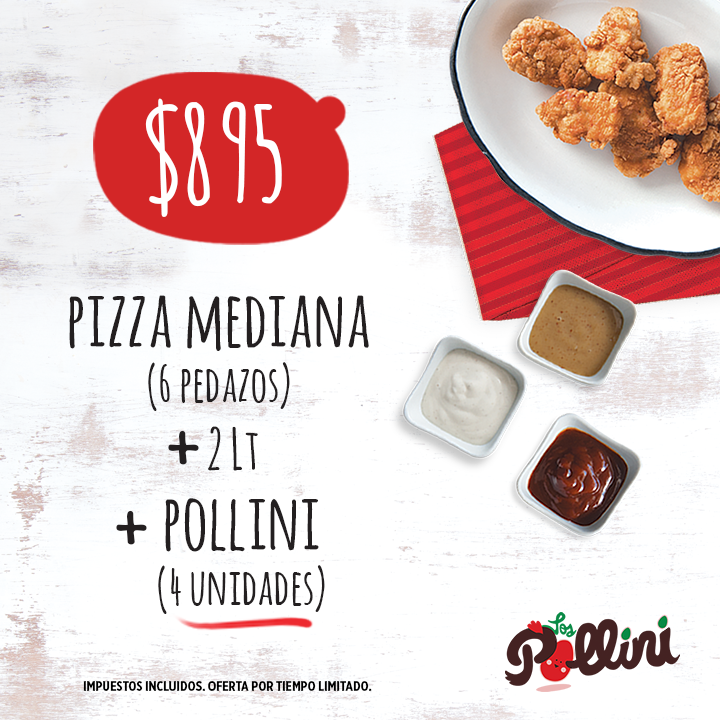 $895
PIZZA MEDIANA
(6 PEDAZOS)
+ 2 LT
+ POLLINI
(4 UNIDADES)
Los
Pollini
IMPUESTOS INCLUIDOS. OFERTA POR TIEMPO LIMITADO.